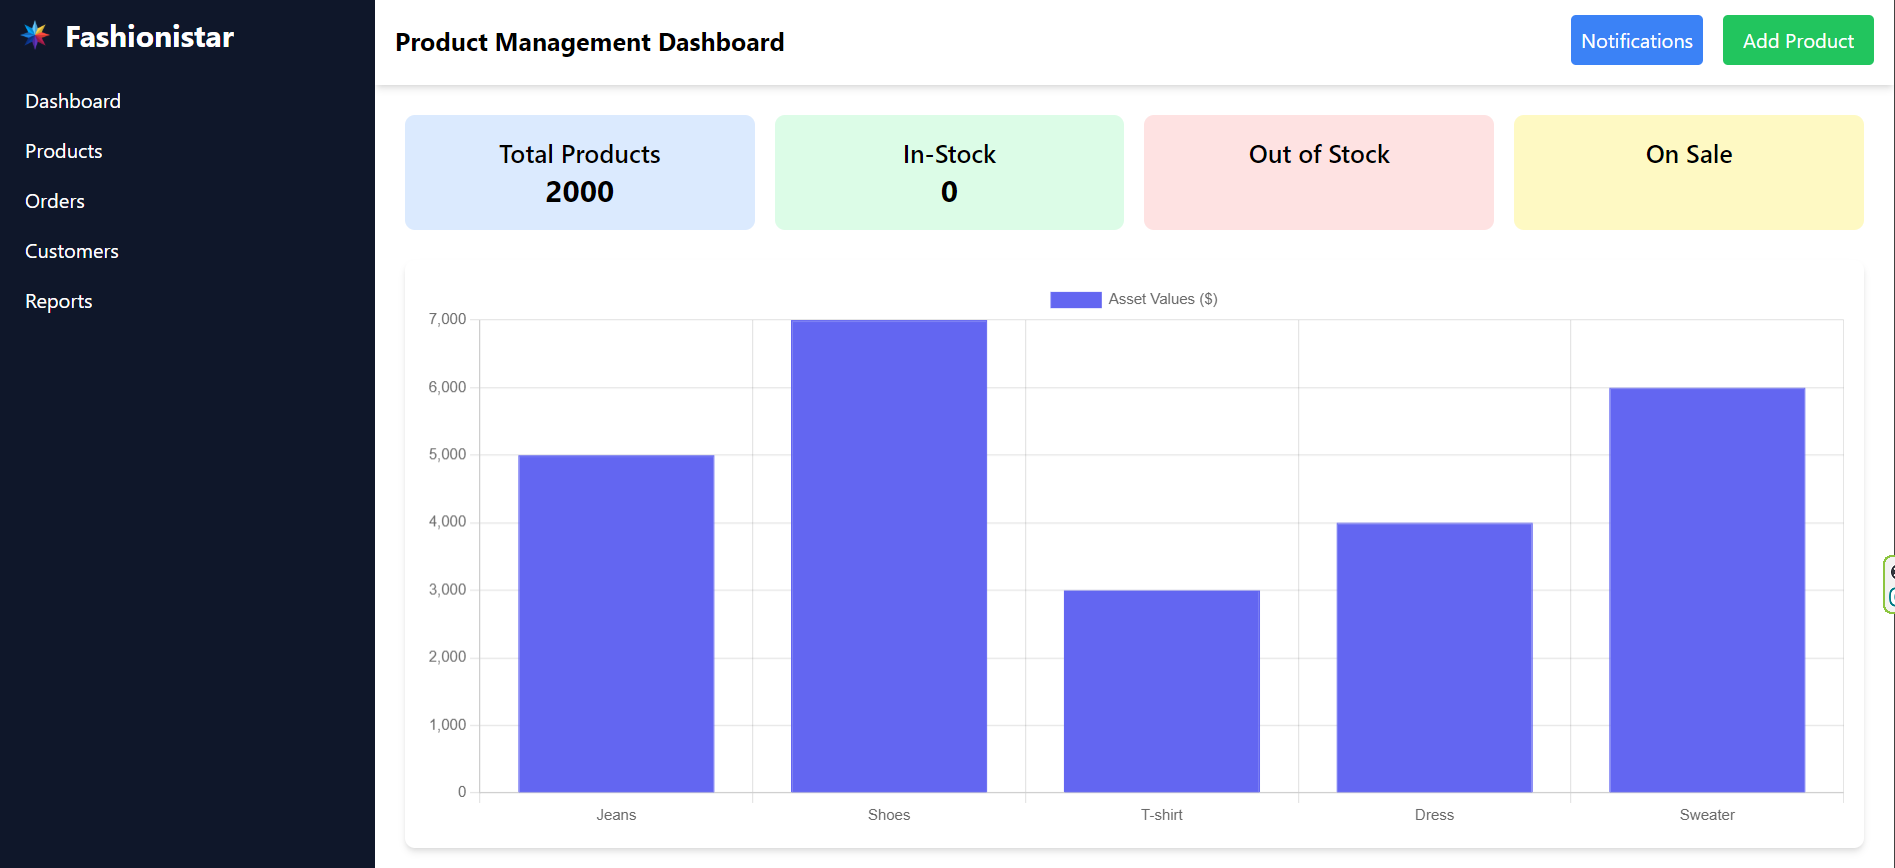 Fashionistar
Dashboard
Products
Orders
Customers
Reports
Product Management Dashboard
Notifications
Add Product
Total Products
2000
In-Stock
0
Out of Stock
On Sale
Asset Values ($)
7,000
6,000
5,000
4,000
3,000
2,000
1,000
0
Jeans
Shoes
T-shirt
Dress
Sweater